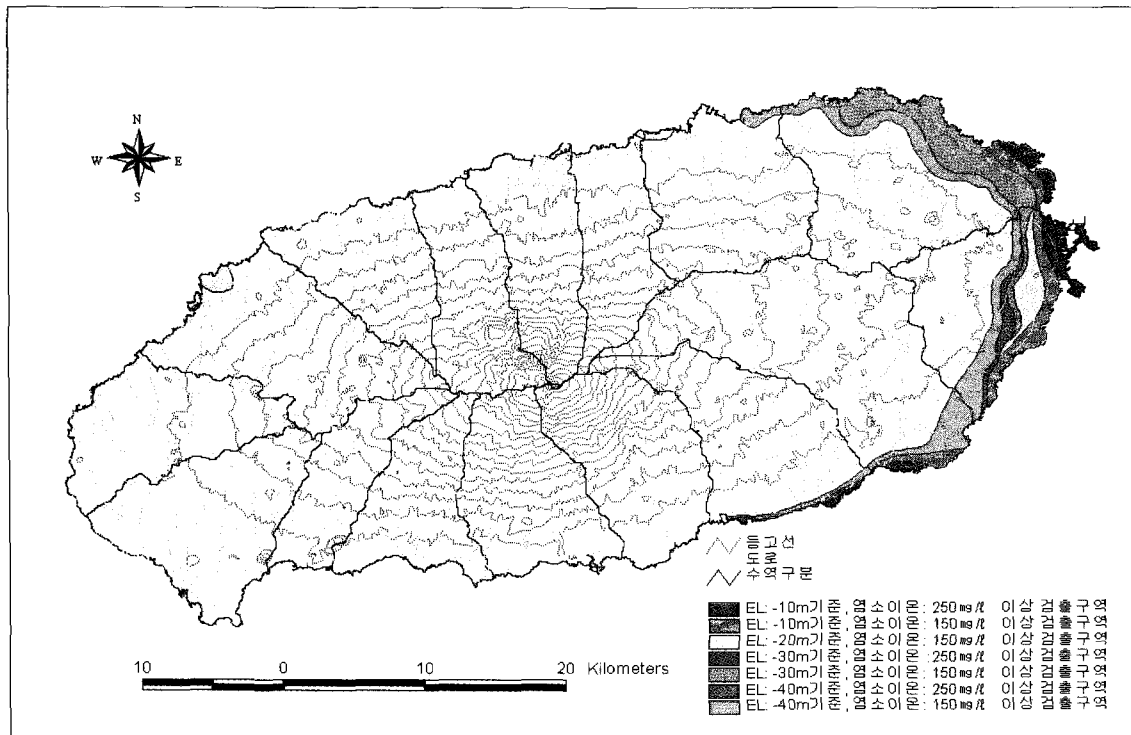 N
W E
S
등고선
도로
수역구분
EL: -10m기준, 염소이온: 250㎎/ℓ 이상 검출구역
EL: -10m기준, 염소이온: 150㎎/ℓ 이상 검출구역
EL: -20m기준, 염소이온: 150㎎/ℓ 이상 검출구역
EL: -30m기준, 염소이온: 250㎎/ℓ 이상 검출구역
EL: -30m기준, 염소이온: 150㎎/ℓ 이상 검출구역
EL: -40m기준, 염소이온: 250㎎/ℓ 이상 검출구역
EL: -40m기준, 염소이온: 150㎎/ℓ 이상 검출구역
10 0 10 20 Kilometers